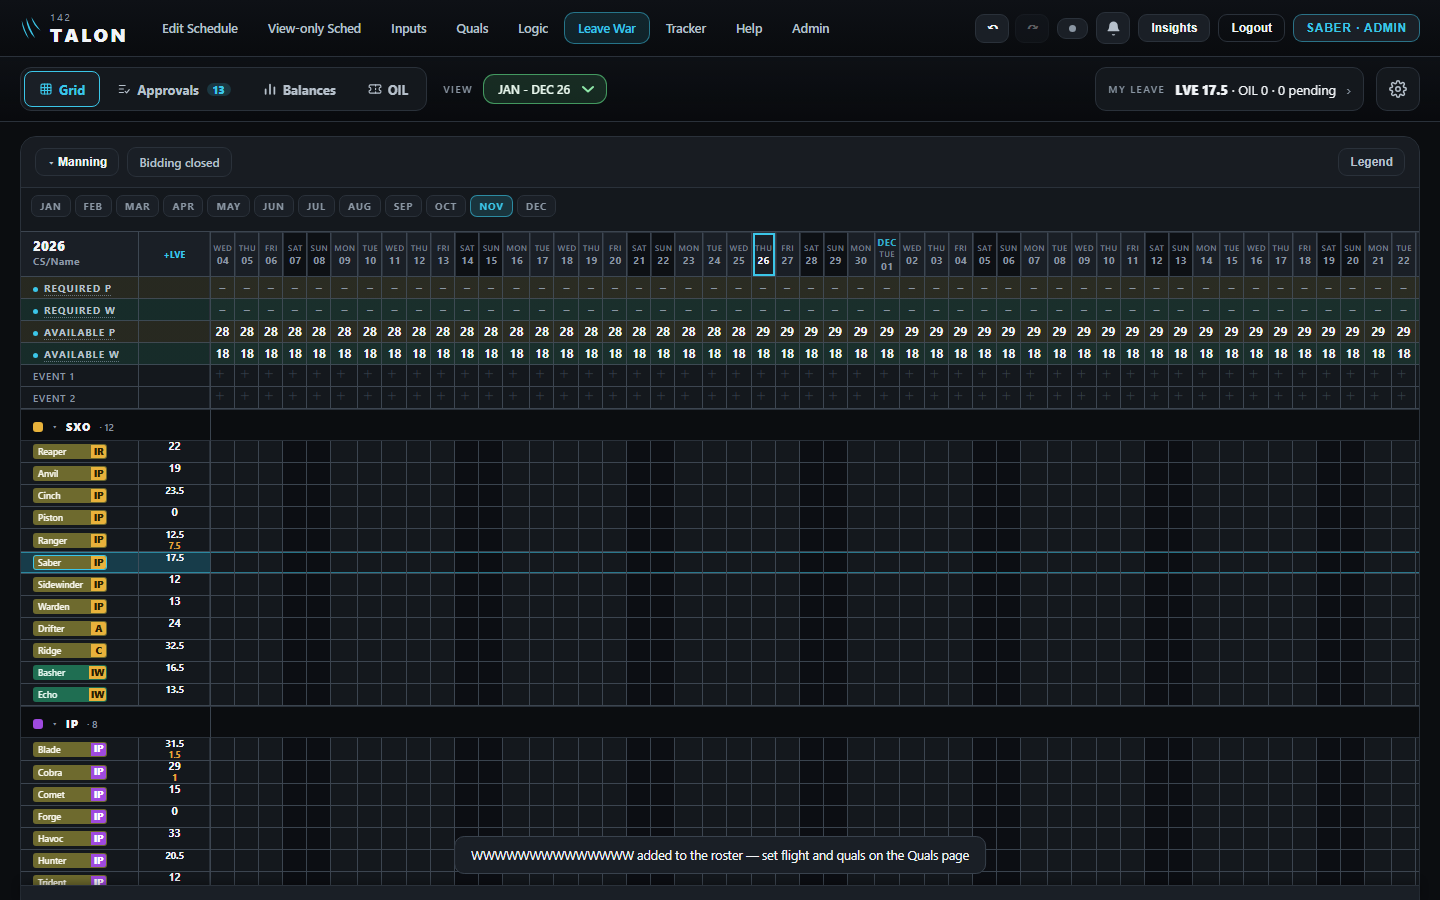 142
TALON
Edit Schedule
View-only Sched
Inputs
Quals
Logic
Leave War
Tracker
Help
Admin
Insights
Logout
SABER · ADMIN
Grid
Approvals 13
Balances
OIL
VIEW
JAN - DEC 26
MY LEAVE LVE 17.5 · OIL 0 · 0 pending ›
Manning
Bidding closed
Legend
JAN FEB MAR APR MAY JUN JUL AUG SEP OCT NOV DEC
2026
CS/Name
+LVE
WED THU FRI SAT SUN MON TUE WED THU FRI SAT SUN MON TUE WED THU FRI SAT SUN MON TUE WED THU FRI SAT SUN MON DEC TUE WED THU FRI SAT SUN MON TUE WED THU FRI SAT SUN MON TUE WED THU FRI SAT SUN MON TUE
04 05 06 07 08 09 10 11 12 13 14 15 16 17 18 19 20 21 22 23 24 25 26 27 28 29 30 01 02 03 04 05 06 07 08 09 10 11 12 13 14 15 16 17 18 19 20 21 22
REQUIRED P – – – – – – – – – – – – – – – – – – – – – – – – – – – – – – – – – – – – – – – – – – – – – – – – –
REQUIRED W – – – – – – – – – – – – – – – – – – – – – – – – – – – – – – – – – – – – – – – – – – – – – – – – –
AVAILABLE P 28 28 28 28 28 28 28 28 28 28 28 28 28 28 28 28 28 28 28 28 28 28 29 29 29 29 29 29 29 29 29 29 29 29 29 29 29 29 29 29 29 29 29 29 29 29 29 29 29
AVAILABLE W 18 18 18 18 18 18 18 18 18 18 18 18 18 18 18 18 18 18 18 18 18 18 18 18 18 18 18 18 18 18 18 18 18 18 18 18 18 18 18 18 18 18 18 18 18 18 18 18 18
EVENT 1 + + + + + + + + + + + + + + + + + + + + + + + + + + + + + + + + + + + + + + + + + + + + + + + + +
EVENT 2 + + + + + + + + + + + + + + + + + + + + + + + + + + + + + + + + + + + + + + + + + + + + + + + + +
SXO · 12
Reaper IR 22
Anvil IP 19
Cinch IP 23.5
Piston IP 0
Ranger IP 12.5
7.5
Saber IP 17.5
Sidewinder IP 12
Warden IP 13
Drifter A 24
Ridge C 32.5
Basher IW 16.5
Echo IW 13.5
IP · 8
Blade IP 31.5
1.5
Cobra IP 29
1
Comet IP 15
Forge IP 0
Havoc IP 33
Hunter IP 20.5
Trident IP 12
WWWWWWWWWWWWWW added to the roster — set flight and quals on the Quals page